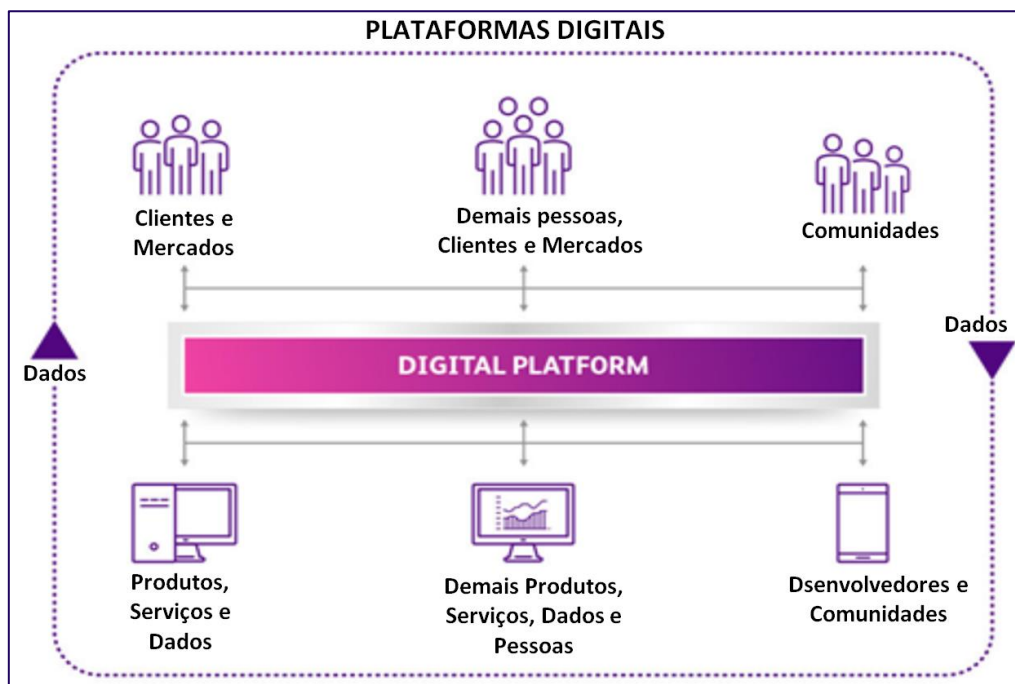 PLATAFORMAS DIGITAIS
Clientes e
Mercados
Demais pessoas,
Clientes e Mercados
Comunidades
Dados
Dados
DIGITAL PLATFORM
Produtos,
Serviços e
Dados
Demais Produtos,
Serviços, Dados e
Pessoas
Dsenvolvedores e
Comunidades